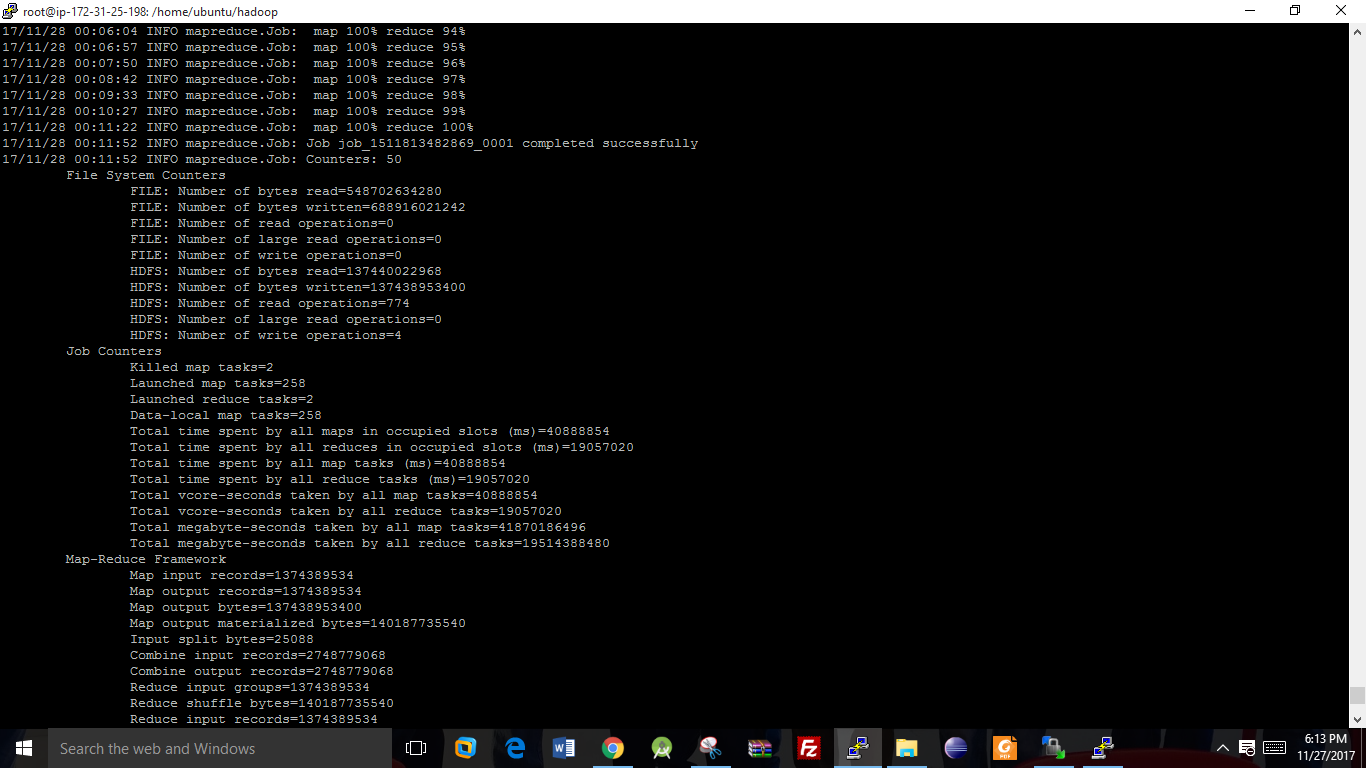 root@ip-172-31-25-198: /home/ubuntu/hadoop
17/11/28 00:06:04 INFO mapreduce.Job:  map 100% reduce 94%
17/11/28 00:06:57 INFO mapreduce.Job:  map 100% reduce 95%
17/11/28 00:07:50 INFO mapreduce.Job:  map 100% reduce 96%
17/11/28 00:08:42 INFO mapreduce.Job:  map 100% reduce 97%
17/11/28 00:09:33 INFO mapreduce.Job:  map 100% reduce 98%
17/11/28 00:10:27 INFO mapreduce.Job:  map 100% reduce 99%
17/11/28 00:11:22 INFO mapreduce.Job:  map 100% reduce 100%
17/11/28 00:11:52 INFO mapreduce.Job: Job job_1511813482869_0001 completed successfully
17/11/28 00:11:52 INFO mapreduce.Job: Counters: 50
File System Counters
FILE: Number of bytes read=548702634280
FILE: Number of bytes written=688916021242
FILE: Number of read operations=0
FILE: Number of large read operations=0
FILE: Number of write operations=0
HDFS: Number of bytes read=137440022968
HDFS: Number of bytes written=137438953400
HDFS: Number of read operations=774
HDFS: Number of large read operations=0
HDFS: Number of write operations=4
Job Counters
Killed map tasks=2
Launched map tasks=258
Launched reduce tasks=2
Data-local map tasks=258
Total time spent by all maps in occupied slots (ms)=40888854
Total time spent by all reduces in occupied slots (ms)=19057020
Total time spent by all map tasks (ms)=40888854
Total time spent by all reduce tasks (ms)=19057020
Total vcore-seconds taken by all map tasks=40888854
Total vcore-seconds taken by all reduce tasks=19057020
Total megabyte-seconds taken by all map tasks=41870186496
Total megabyte-seconds taken by all reduce tasks=19514388480
Map-Reduce Framework
Map input records=1374389534
Map output records=1374389534
Map output bytes=137438953400
Map output materialized bytes=140187735540
Input split bytes=25088
Combine input records=2748779068
Combine output records=2748779068
Reduce input groups=1374389534
Reduce shuffle bytes=140187735540
Reduce input records=1374389534
Search the web and Windows
6:13 PM
11/27/2017